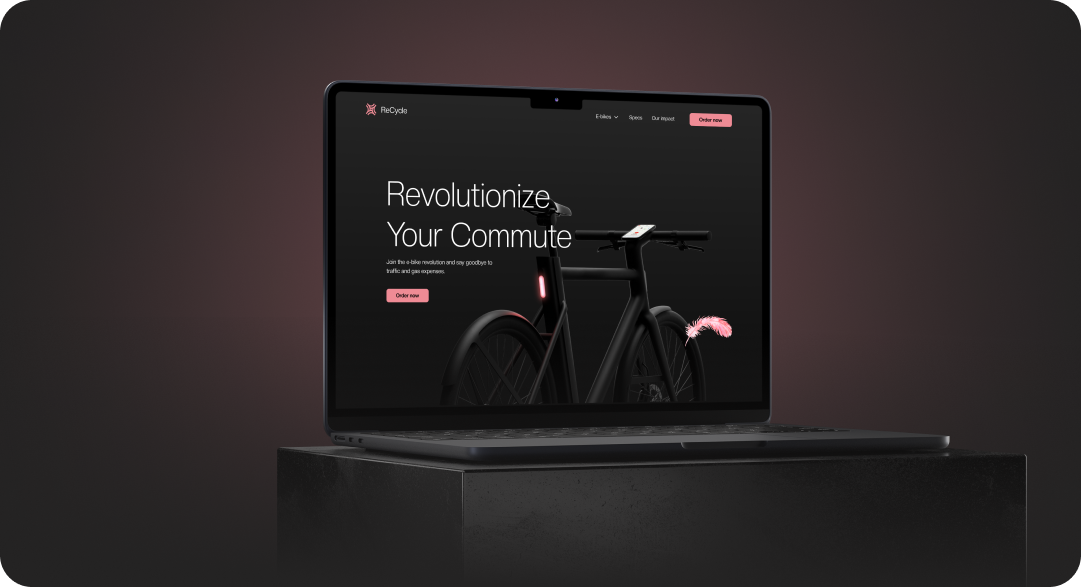 ReCycle
E-bikes
Specs
Our impact
Order now
Revolutionize
Your Commute
Join the e-bike revolution and say goodbye to
traffic and gas expenses.
Order now